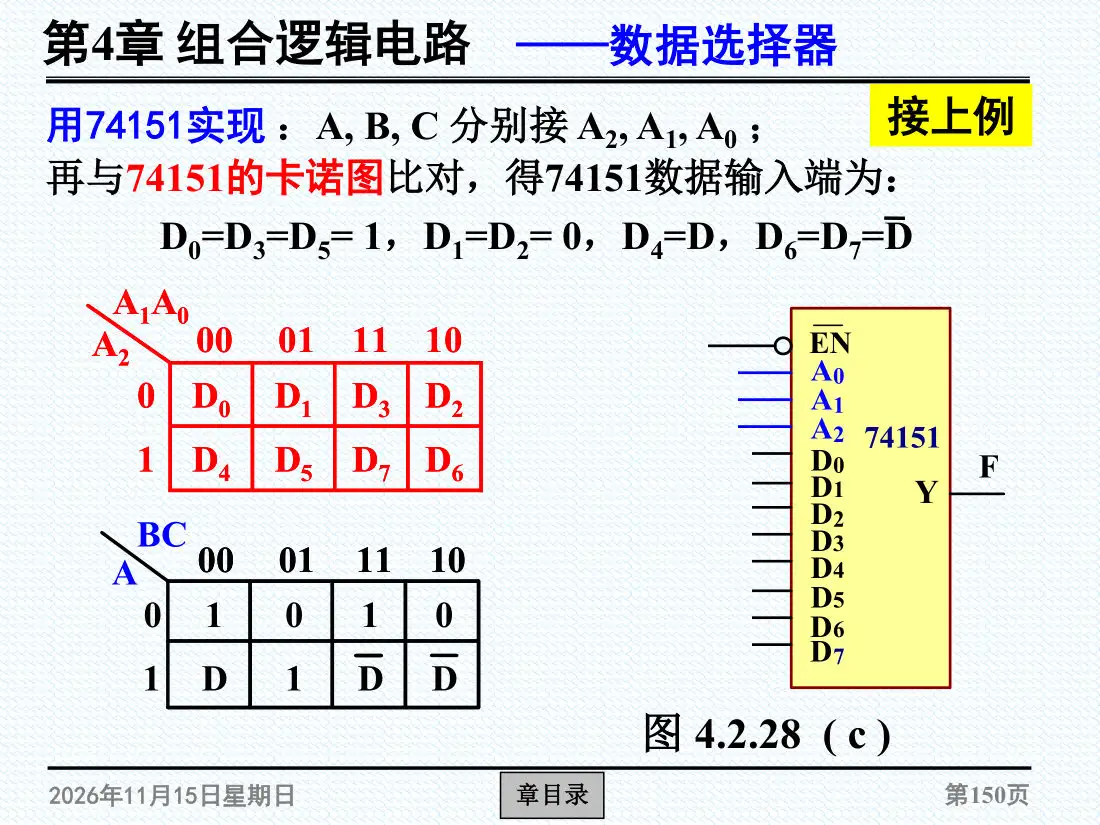 第4章 组合逻辑电路 ——数据选择器
用74151实现 ：A, B, C 分别接 A₂, A₁, A₀ ；
接上例
再与74151的卡诺图比对，得74151数据输入端为：
D₀=D₃=D₅= 1，D₁=D₂= 0，D₄=D，D₆=D₇=D̅
A₁A₀
A₂
00 01 11 10
0 D₀ D₁ D₃ D₂
1 D₄ D₅ D₇ D₆
BC
A
00 01 11 10
0 1 0 1 0
1 D 1 D̅ D̅
E̅N̅
A₀
A₁
A₂
74151
D₀
D₁
D₂
D₃
D₄
D₅
D₆
D₇
Y
F
图 4.2.28 ( c )
2026年11月15日星期日
章目录
第150页